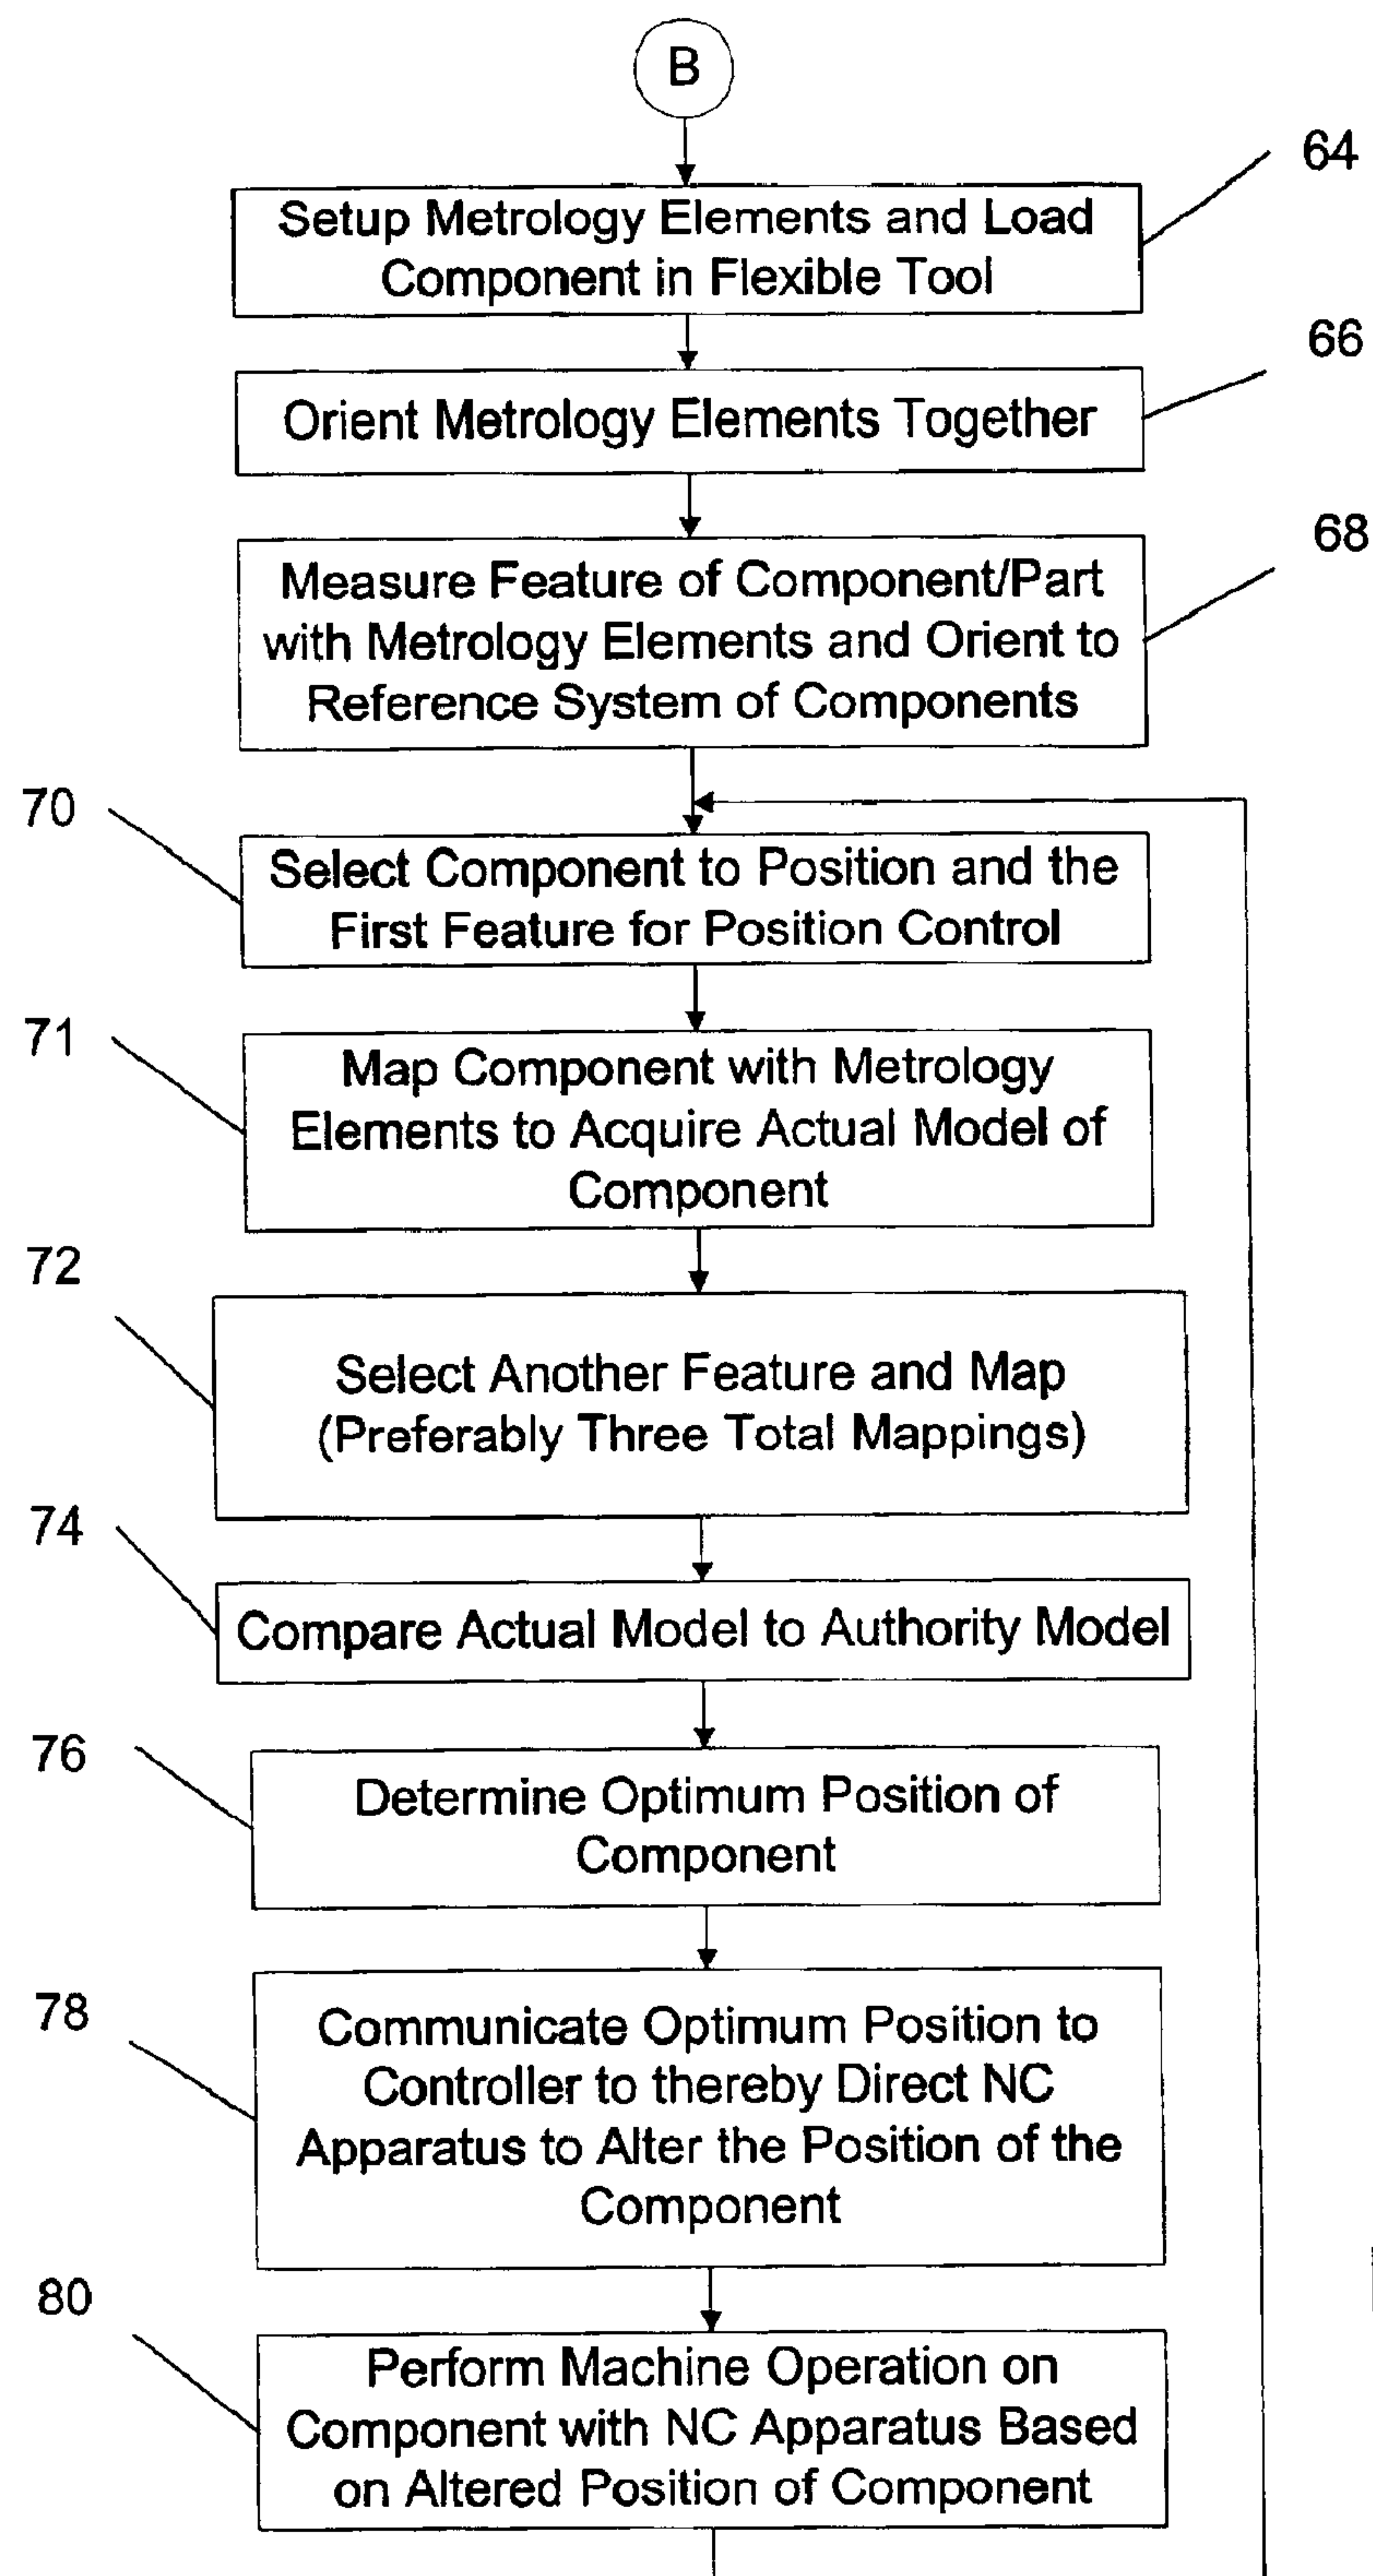 B
64
Setup Metrology Elements and Load
Component in Flexible Tool
66
Orient Metrology Elements Together
68
Measure Feature of Component/Part
with Metrology Elements and Orient to
Reference System of Components
70
Select Component to Position and the
First Feature for Position Control
71
Map Component with Metrology
Elements to Acquire Actual Model of
Component
72
Select Another Feature and Map
(Preferably Three Total Mappings)
74
Compare Actual Model to Authority Model
76
Determine Optimum Position of
Component
78
Communicate Optimum Position to
Controller to thereby Direct NC
Apparatus to Alter the Position of the
Component
80
Perform Machine Operation on
Component with NC Apparatus Based
on Altered Position of Component